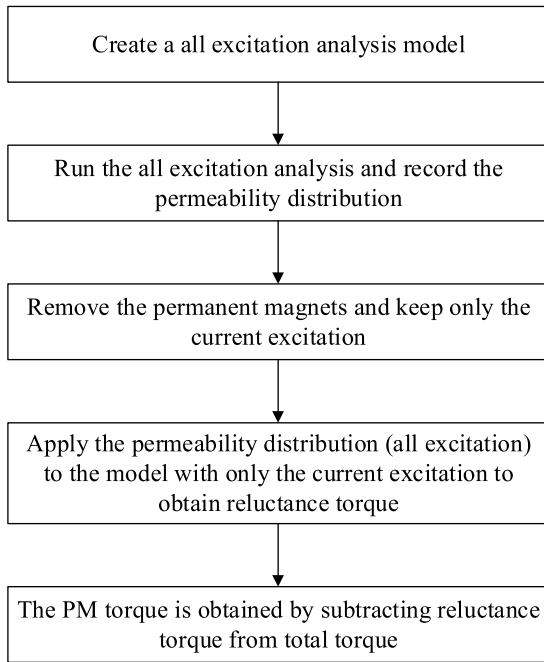 Create a all excitation analysis model
Run the all excitation analysis and record the
permeability distribution
Remove the permanent magnets and keep only the
current excitation
Apply the permeability distribution (all excitation)
to the model with only the current excitation to
obtain reluctance torque
The PM torque is obtained by subtracting reluctance
torque from total torque